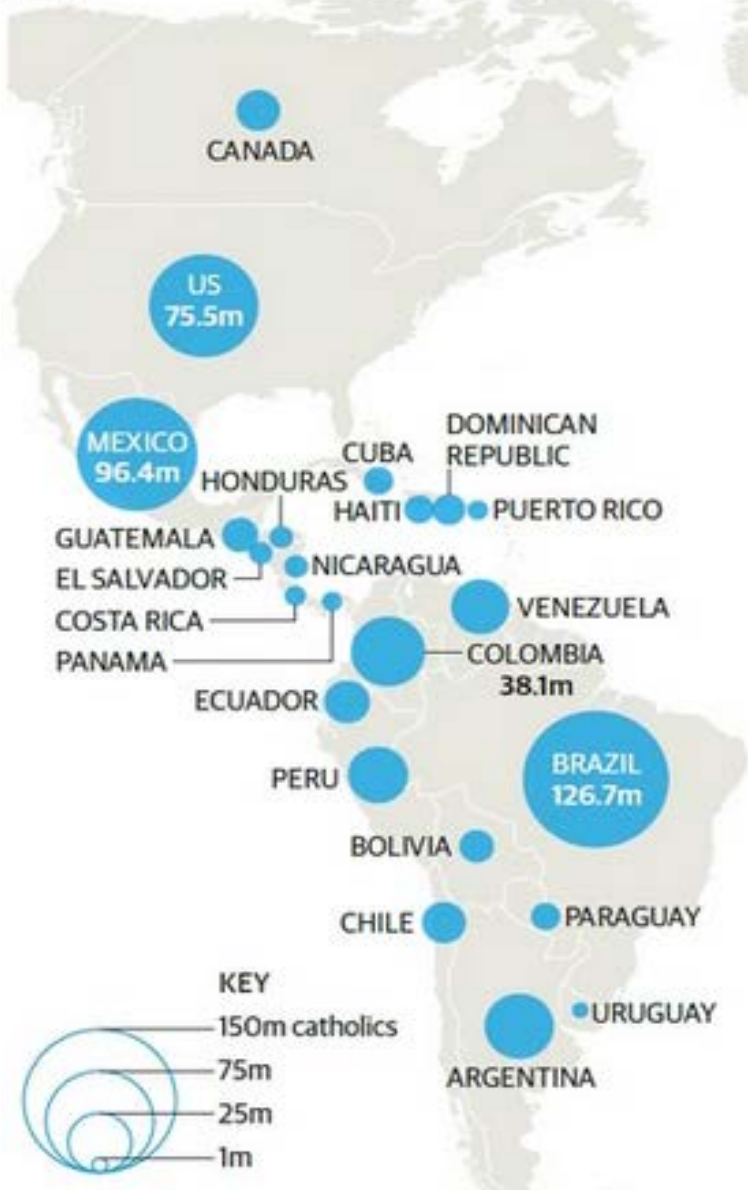 CANADA
US
75.5m
MEXICO
96.4m
CUBA
DOMINICAN
REPUBLIC
HONDURAS
HAITI
PUERTO RICO
GUATEMALA
EL SALVADOR
NICARAGUA
COSTA RICA
PANAMA
VENEZUELA
COLOMBIA
38.1m
ECUADOR
PERU
BRAZIL
126.7m
BOLIVIA
CHILE
PARAGUAY
URUGUAY
ARGENTINA
KEY
150m catholics
75m
25m
1m